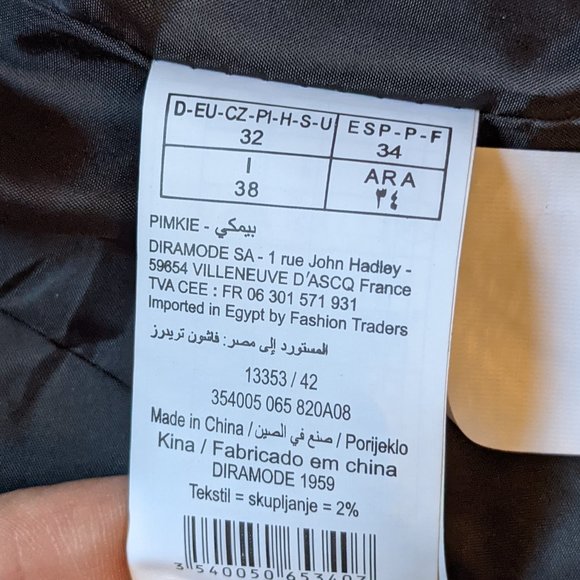 D-EU-CZ-PI-H-S-U ESP-P-F
32 34
I ARA
38 ٣٤
PIMKIE - بيمكي
DIRAMODE SA - 1 rue John Hadley -
59654 VILLENEUVE D'ASCQ France
TVA CEE : FR 06 301 571 931
Imported in Egypt by Fashion Traders
المستورد إلى مصر: فاشون تريدرز
13353 / 42
354005 065 820A08
Made in China / صنع في الصين / Porijeklo
Kina / Fabricado em china
DIRAMODE 1959
Tekstil = skupljanje = 2%
3 540050 653407